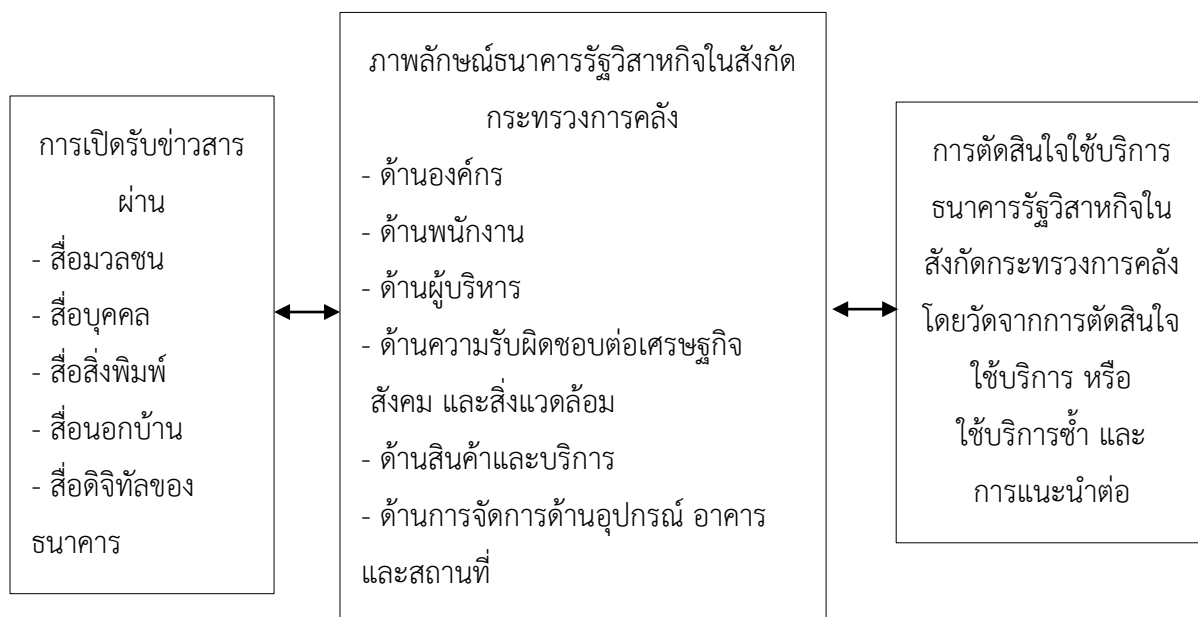 การเปิดรับข่าวสาร
ผ่าน
- สื่อมวลชน
- สื่อบุคคล
- สื่อสิ่งพิมพ์
- สื่อนอกบ้าน
- สื่อดิจิทัลของ
ธนาคาร
ภาพลักษณ์ธนาคารรัฐวิสาหกิจในสังกัด
กระทรวงการคลัง
- ด้านองค์กร
- ด้านพนักงาน
- ด้านผู้บริหาร
- ด้านความรับผิดชอบต่อเศรษฐกิจ
สังคม และสิ่งแวดล้อม
- ด้านสินค้าและบริการ
- ด้านการจัดการด้านอุปกรณ์ อาคาร
และสถานที่
การตัดสินใจใช้บริการ
ธนาคารรัฐวิสาหกิจใน
สังกัดกระทรวงการคลัง
โดยวัดจากการตัดสินใจ
ใช้บริการ หรือ
ใช้บริการซ้ำ และ
การแนะนำต่อ